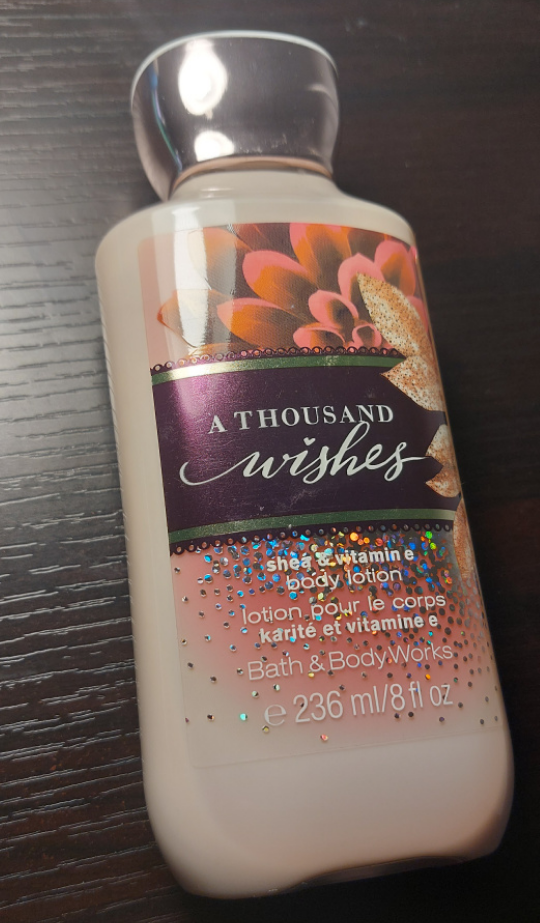 A THOUSAND
wishes
shea & vitamin e
body lotion
lotion pour le corps
karité et vitamine e
Bath & Body Works
℮ 236 ml/8 fl oz